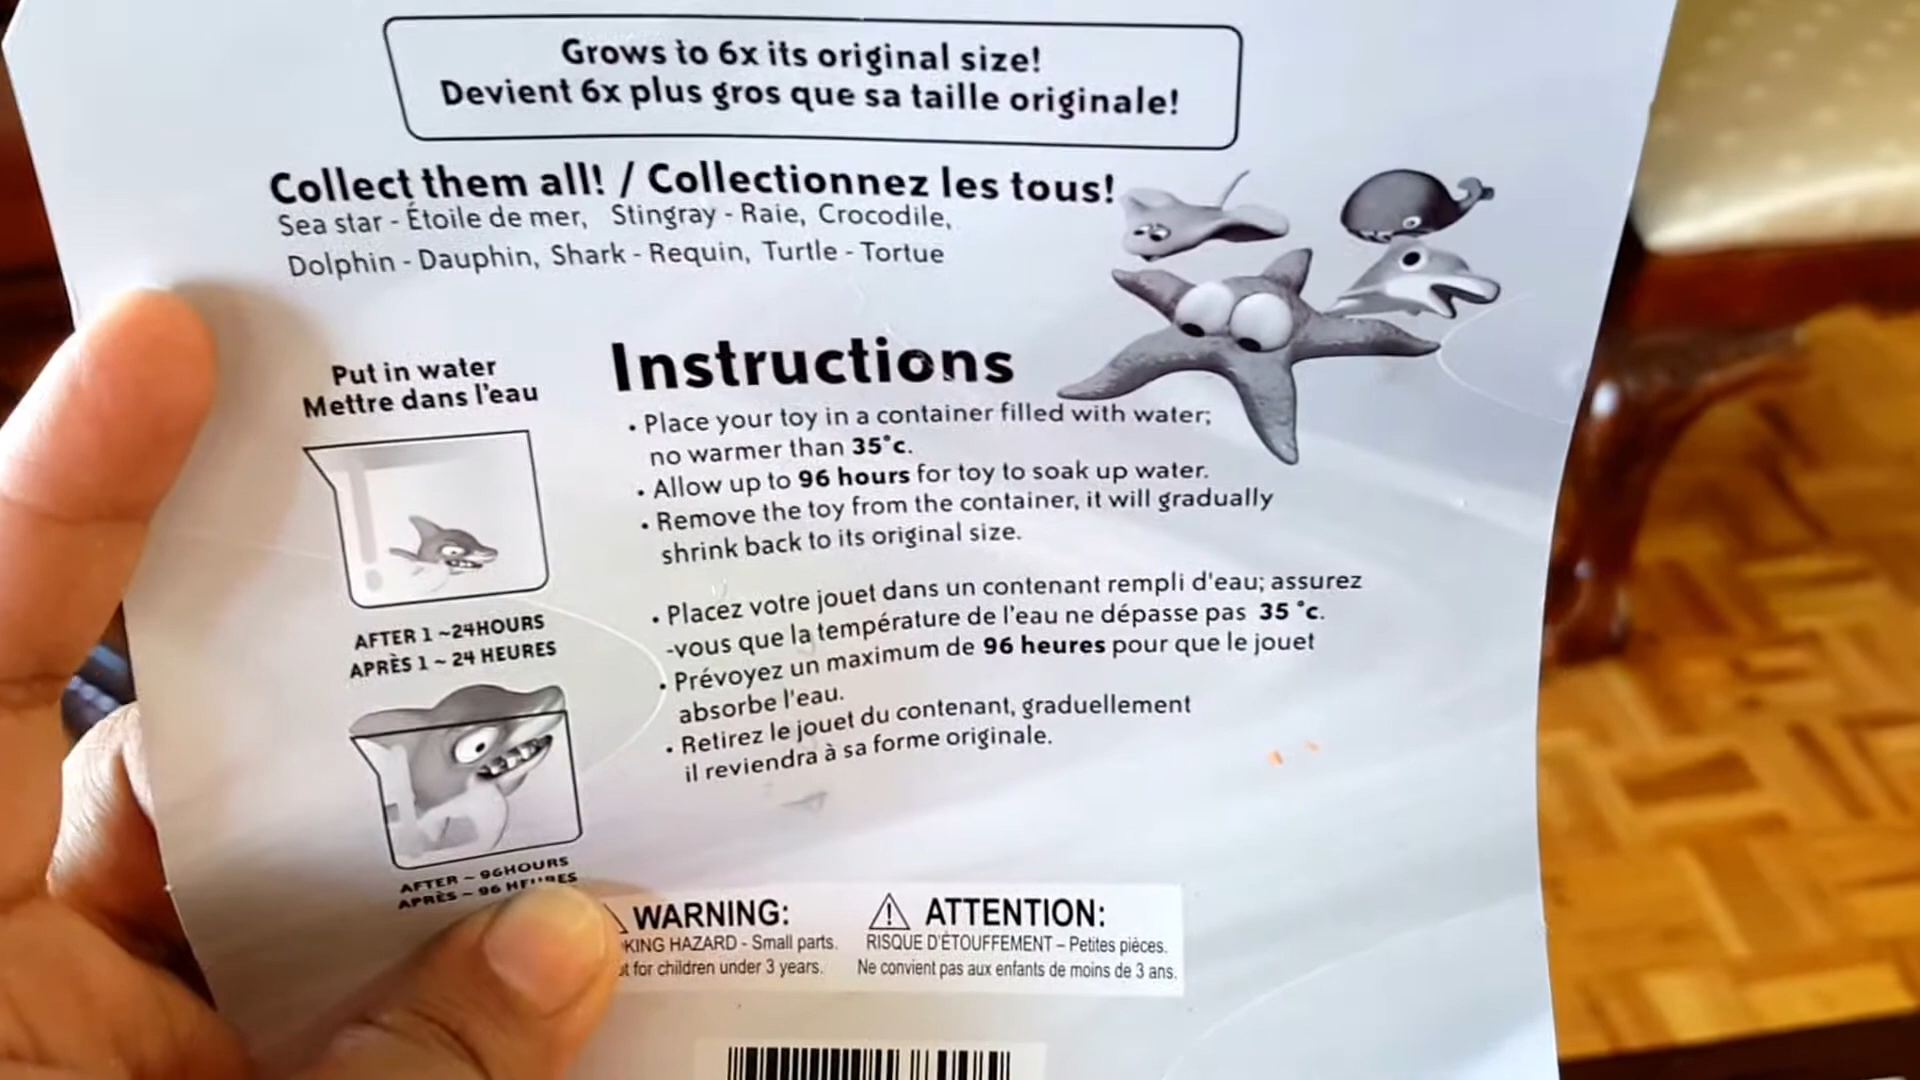 Grows to 6x its original size!
Devient 6x plus gros que sa taille originale!
Collect them all! / Collectionnez les tous!
Sea star - Étoile de mer, Stingray - Raie, Crocodile,
Dolphin - Dauphin, Shark - Requin, Turtle - Tortue
Put in water
Mettre dans l'eau
AFTER 1 ~24HOURS
APRÈS 1 ~ 24 HEURES
AFTER ~ 96HOURS
APRÈS ~ 96
Instructions
• Place your toy in a container filled with water;
no warmer than 35°c.
• Allow up to 96 hours for toy to soak up water.
• Remove the toy from the container, it will gradually
shrink back to its original size.
• Placez votre jouet dans un contenant rempli d'eau; assurez
-vous que la température de l'eau ne dépasse pas 35 °c.
• Prévoyez un maximum de 96 heures pour que le jouet
absorbe l'eau.
• Retirez le jouet du contenant, graduellement
il reviendra à sa forme originale.
WARNING:
HAZARD - Small parts.
for children under 3 years.
ATTENTION:
RISQUE D'ÉTOUFFEMENT – Petites pièces.
Ne convient pas aux enfants de moins de 3 ans.